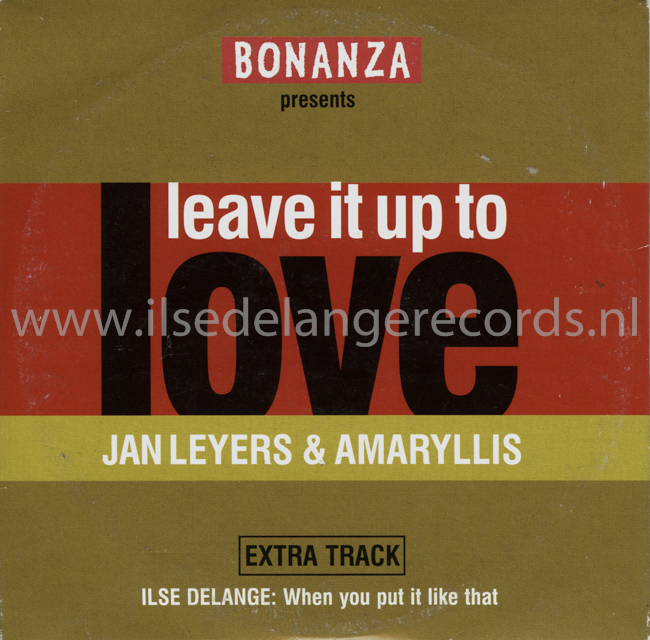 BONANZA
presents
leave it up to
love
www.ilsedelangerecords.nl
JAN LEYERS & AMARYLLIS
EXTRA TRACK
ILSE DELANGE: When you put it like that